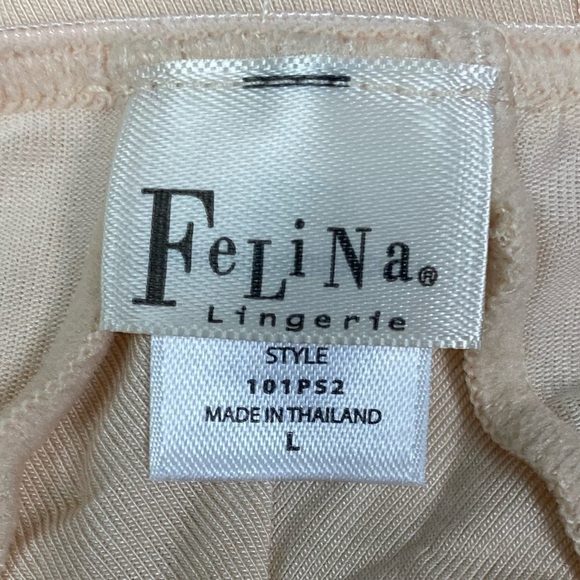 FeLiNa®
Lingerie
STYLE
101PS2
MADE IN THAILAND
L